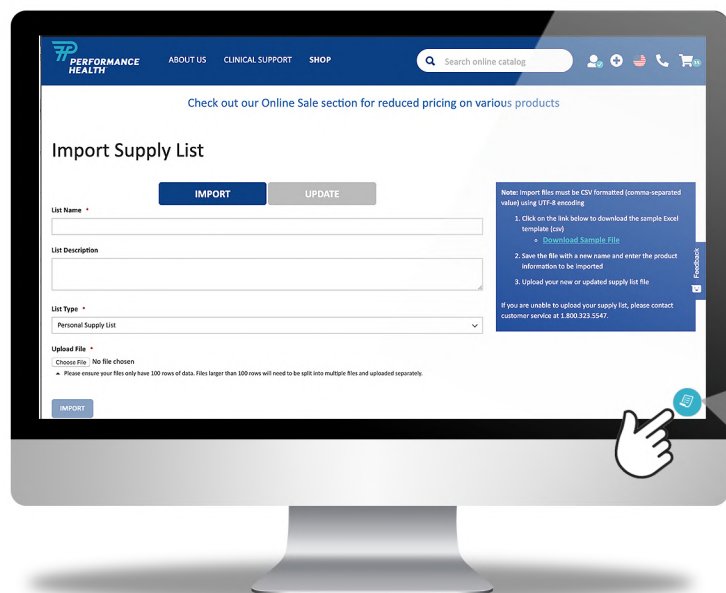 PERFORMANCE
HEALTH
ABOUT US
CLINICAL SUPPORT
SHOP
Search online catalog
Check out our Online Sale section for reduced pricing on various products
Import Supply List
IMPORT
UPDATE
List Name *
List Description
List Type *
Personal Supply List
Upload File *
Choose File No file chosen
Please ensure your files only have 100 rows of data. Files larger than 100 rows will need to be split into multiple files and uploaded separately.
IMPORT
Note: Import files must be CSV formatted (comma-separated
value) using UTF-8 encoding
1. Click on the link below to download the sample Excel
template (csv)
Download Sample File
2. Save the file with a new name and enter the product
information to be imported
3. Upload your new or updated supply list file
If you are unable to upload your supply list, please contact
customer service at 1.800.323.5547.
Feedback